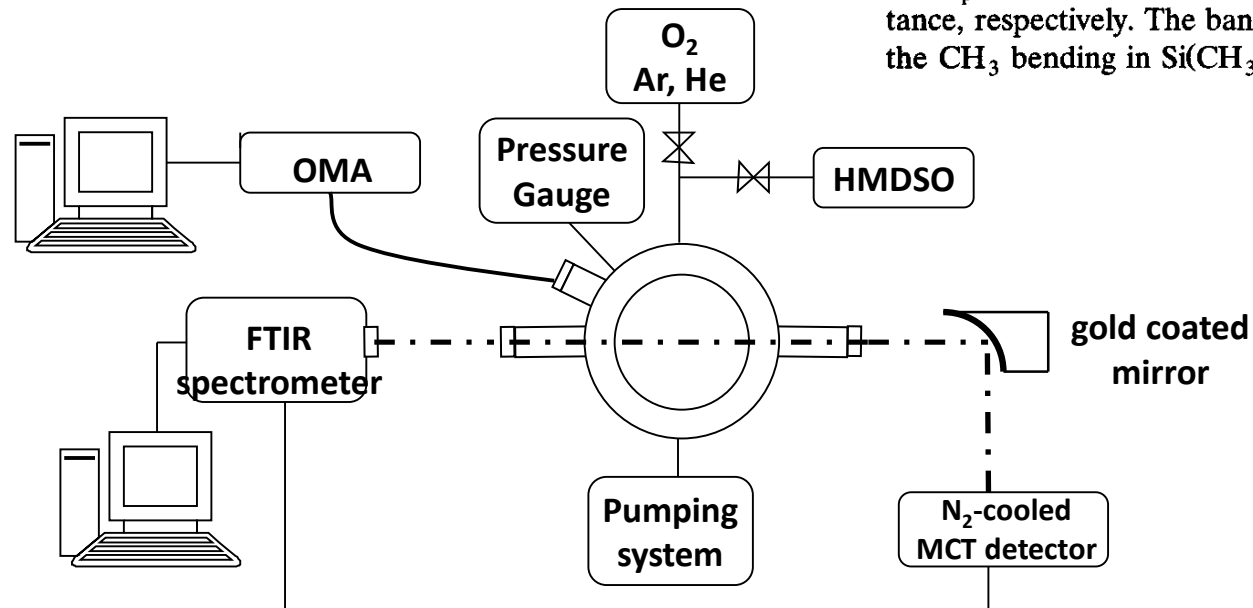 tance, respectively. The ban
the CH₃ bending in Si(CH₃
O₂
Ar, He
OMA
Pressure
Gauge
HMDSO
FTIR
spectrometer
gold coated
mirror
Pumping
system
N₂-cooled
MCT detector